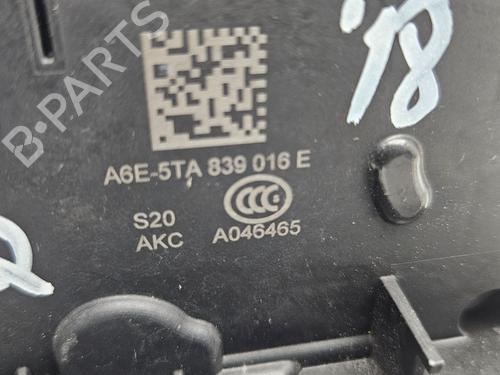 B-PARTS
'18
A6E-5TA 839 016 E
CCC
S20
AKC A046465